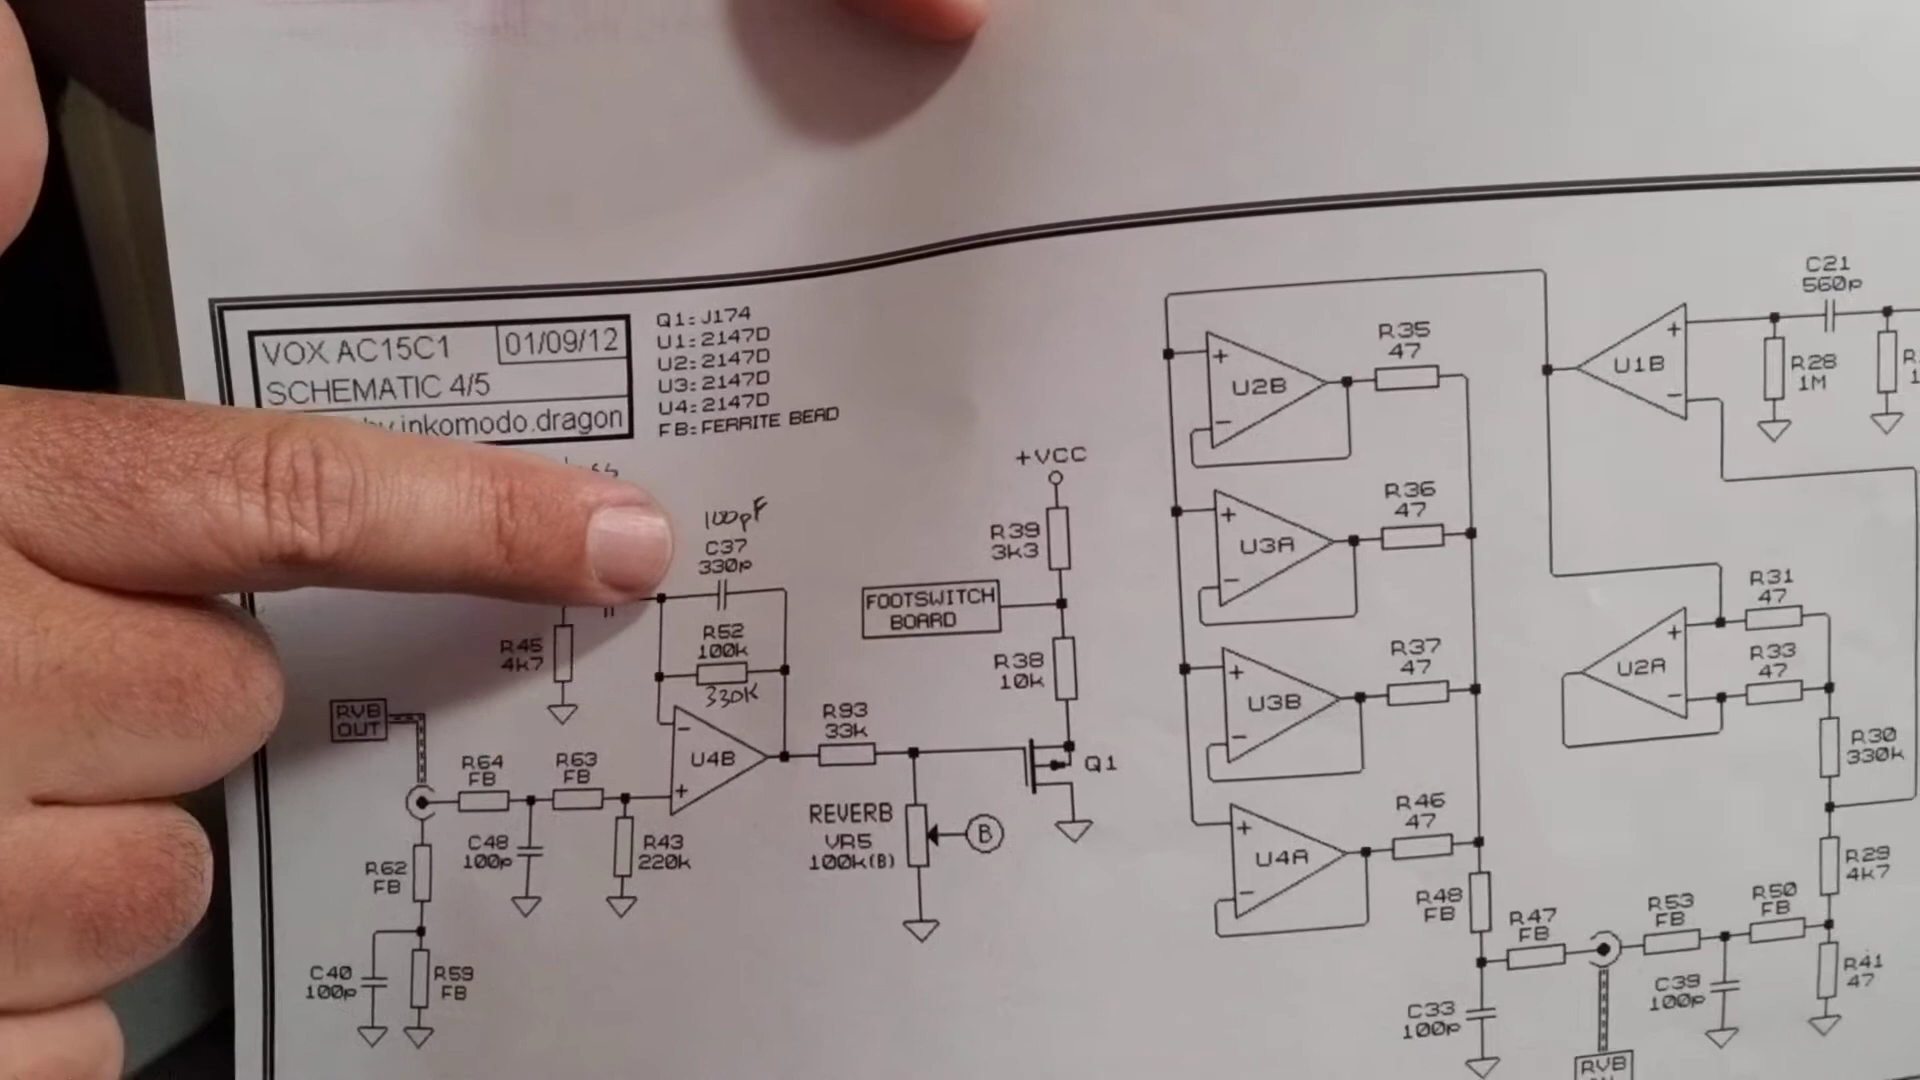 VOX AC15C1
01/09/12
SCHEMATIC 4/5
by inkomodo.dragon
Q1:J174
U1:2147D
U2:2147D
U3:2147D
U4:2147D
FB:FERRITE BEAD
100pF
C37
330p
R52
100k
330K
R45
4k7
RVB
OUT
R64
FB
R63
FB
U4B
-
+
C48
100p
R43
220k
R62
FB
C40
100p
R59
FB
R93
33k
REVERB
VR5
100k(B)
B
Q1
+VCC
R39
3k3
FOOTSWITCH
BOARD
R38
10k
+
U2B
-
R35
47
+
U3A
-
R36
47
+
U3B
-
R37
47
+
U4A
-
R46
47
R48
FB
R47
FB
C33
100p
R53
FB
C39
100p
R50
FB
RVB
C21
560p
+
U1B
-
R28
1M
R31
47
+
U2A
-
R33
47
R30
330k
R29
4k7
R41
47